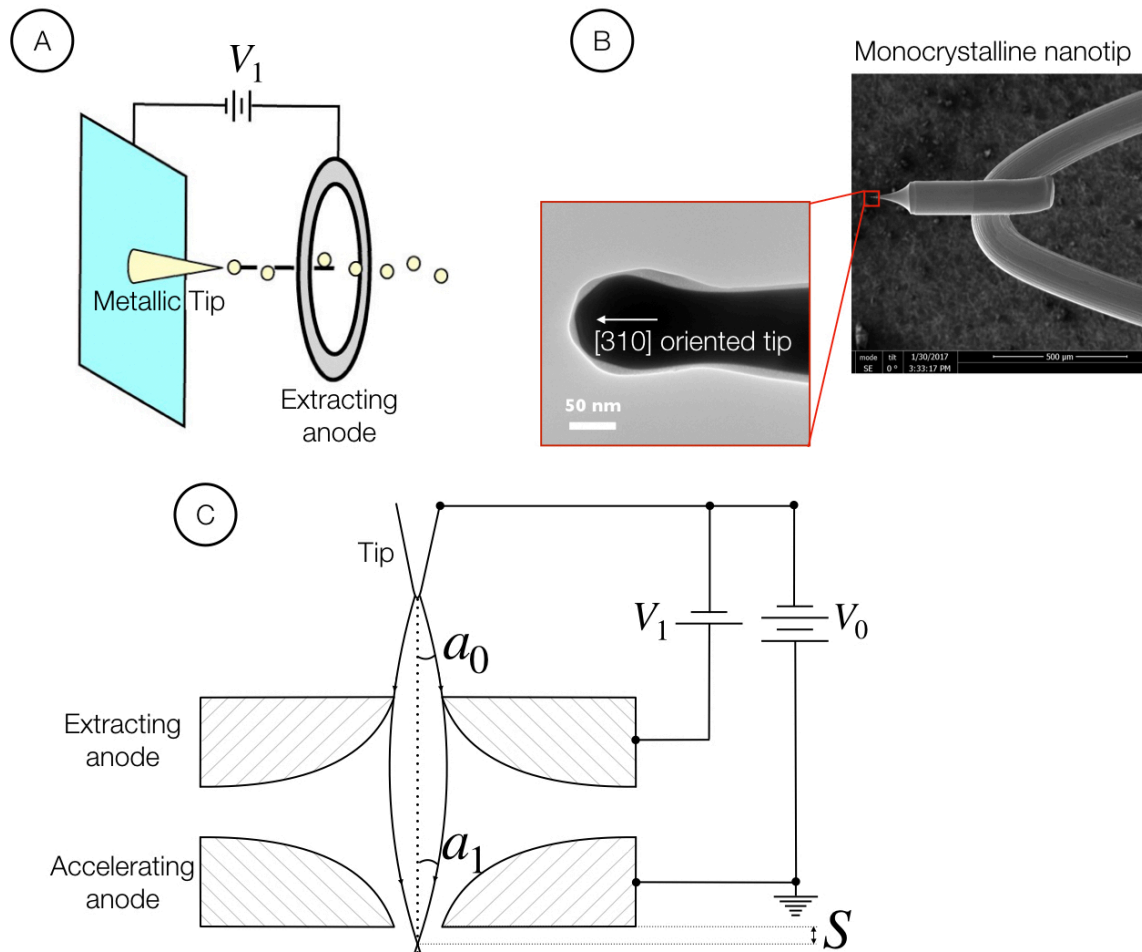 A
V1
Metallic Tip
Extracting
anode
B
Monocrystalline nanotip
[310] oriented tip
50 nm
mode
tilt
1/30/2017
500 µm
SE
0 °
3:33:17 PM
C
Tip
a0
V1
V0
Extracting
anode
a1
Accelerating
anode
S